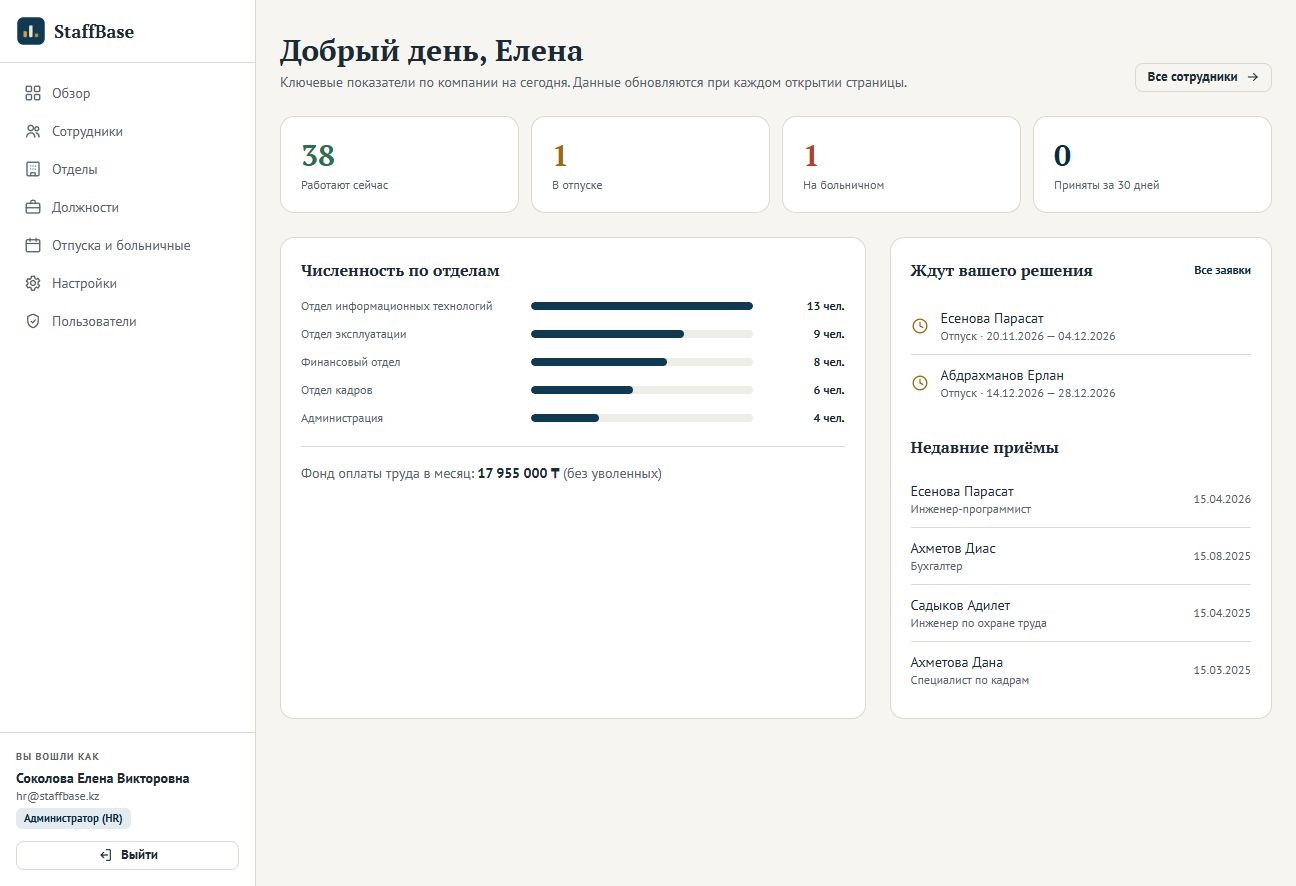 StaffBase
Обзор
Сотрудники
Отделы
Должности
Отпуска и больничные
Настройки
Пользователи
ВЫ ВОШЛИ КАК
Соколова Елена Викторовна
hr@staffbase.kz
Администратор (HR)
Выйти
Добрый день, Елена
Ключевые показатели по компании на сегодня. Данные обновляются при каждом открытии страницы.
Все сотрудники →
38
Работают сейчас
1
В отпуске
1
На больничном
0
Приняты за 30 дней
Численность по отделам
Отдел информационных технологий 13 чел.
Отдел эксплуатации 9 чел.
Финансовый отдел 8 чел.
Отдел кадров 6 чел.
Администрация 4 чел.
Фонд оплаты труда в месяц: 17 955 000 ₸ (без уволенных)
Ждут вашего решения Все заявки
Есенова Парасат
Отпуск · 20.11.2026 — 04.12.2026
Абдрахманов Ерлан
Отпуск · 14.12.2026 — 28.12.2026
Недавние приёмы
Есенова Парасат
Инженер-программист
15.04.2026
Ахметов Диас
Бухгалтер
15.08.2025
Садыков Адилет
Инженер по охране труда
15.04.2025
Ахметова Дана
Специалист по кадрам
15.03.2025